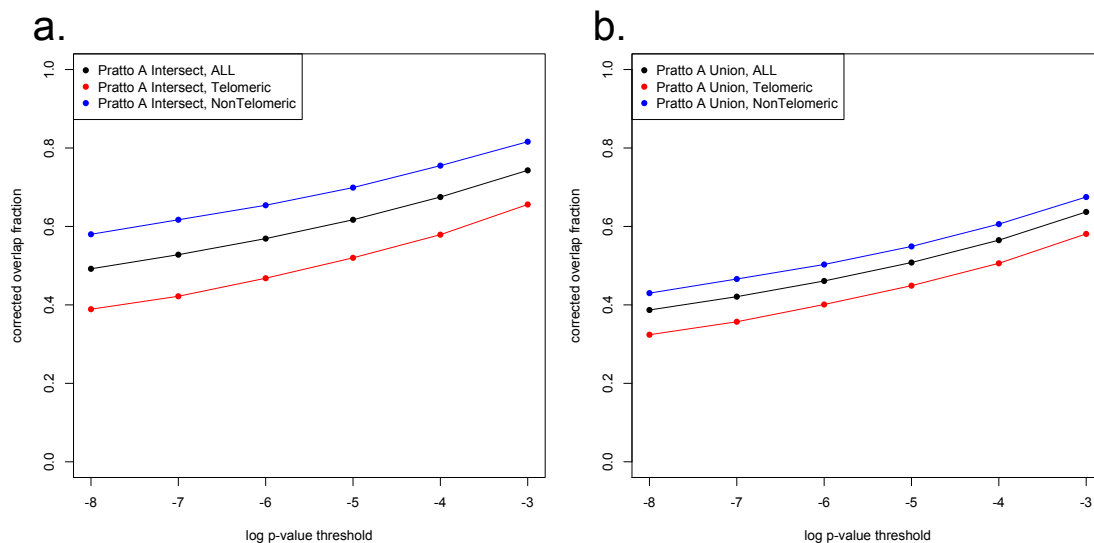 a.
Pratto A Intersect, ALL
Pratto A Intersect, Telomeric
Pratto A Intersect, NonTelomeric
corrected overlap fraction
1.0
0.8
0.6
0.4
0.2
0.0
-8 -7 -6 -5 -4 -3
log p-value threshold
b.
Pratto A Union, ALL
Pratto A Union, Telomeric
Pratto A Union, NonTelomeric
corrected overlap fraction
1.0
0.8
0.6
0.4
0.2
0.0
-8 -7 -6 -5 -4 -3
log p-value threshold